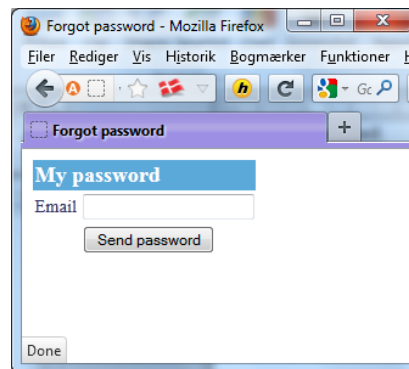 Forgot password - Mozilla Firefox
Filer Rediger Vis Historik Bogmærker Funktioner
h
Forgot password
My password
Email
Send password
Done